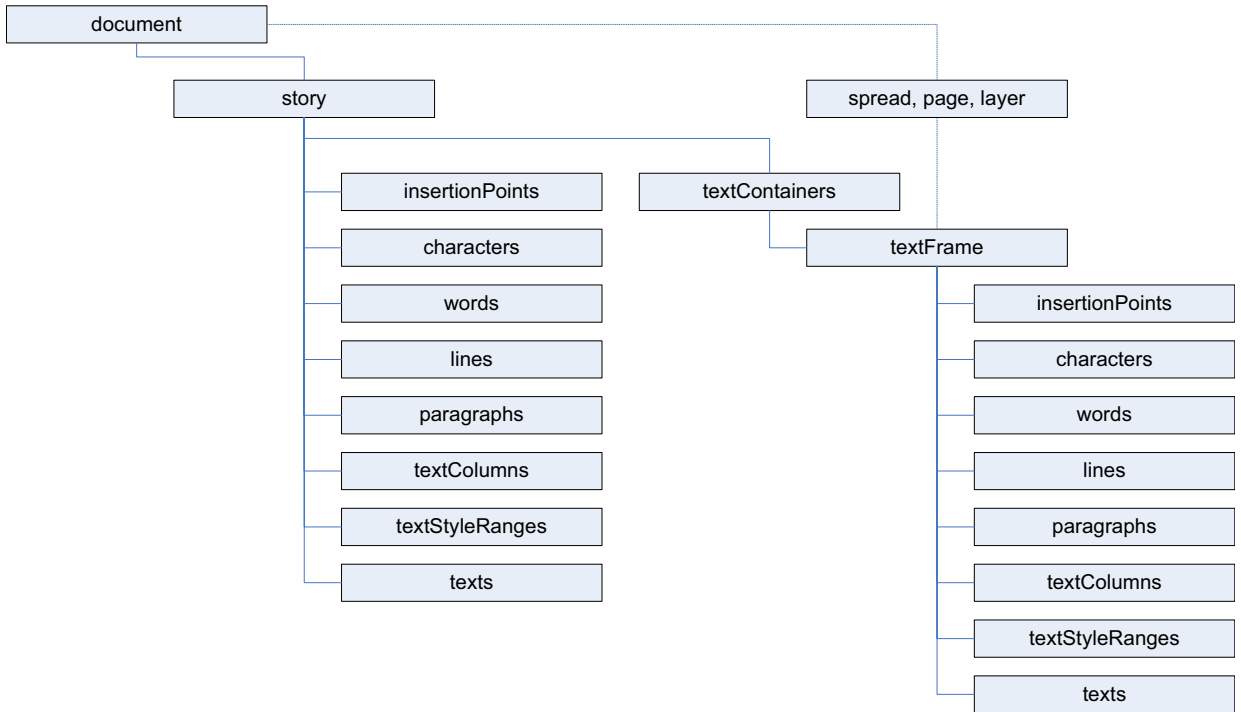 document
story
spread, page, layer
insertionPoints
textContainers
characters
textFrame
words
insertionPoints
lines
characters
paragraphs
words
textColumns
lines
textStyleRanges
paragraphs
texts
textColumns
textStyleRanges
texts